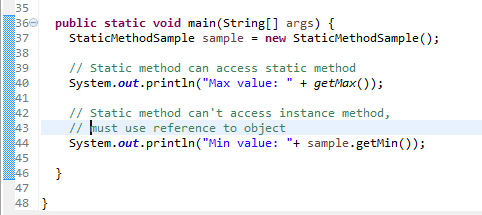 35
36 public static void main(String[] args) {
37 StaticMethodSample sample = new StaticMethodSample();
38
39 // Static method can access static method
40 System.out.println("Max value: " + getMax());
41
42 // Static method can't access instance method,
43 // must use reference to object
44 System.out.println("Min value: "+ sample.getMin());
45
46 }
47
48 }